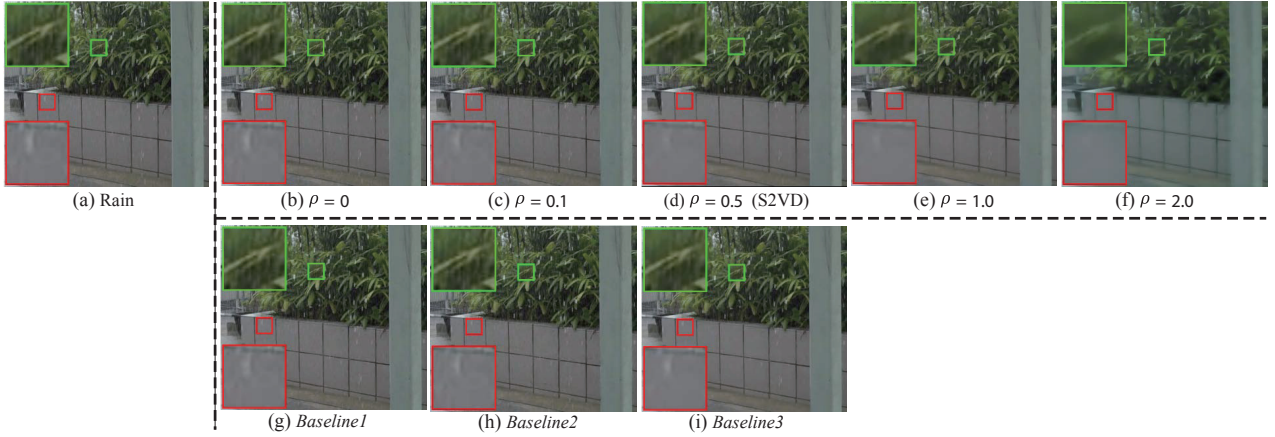 (a) Rain
(b) ρ = 0
(c) ρ = 0.1
(d) ρ = 0.5 (S2VD)
(e) ρ = 1.0
(f) ρ = 2.0
(g) Baseline1
(h) Baseline2
(i) Baseline3